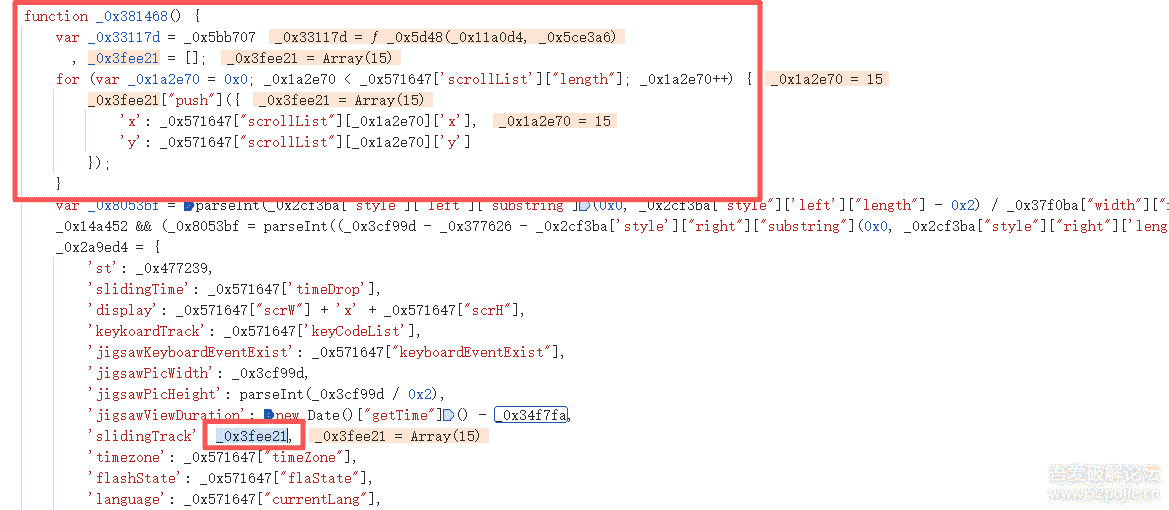 function _0x381468() {
var _0x33117d = _0x5bb707 _0x33117d = ƒ _0x5d48(_0x11a0d4, _0x5ce3a6)
, _0x3fee21 = []; _0x3fee21 = Array(15)
for (var _0x1a2e70 = 0x0; _0x1a2e70 < _0x571647['scrollList']["length"]; _0x1a2e70++) { _0x1a2e70 = 15
_0x3fee21["push"]({ _0x3fee21 = Array(15)
'x': _0x571647["scrollList"][_0x1a2e70]['x'], _0x1a2e70 = 15
'y': _0x571647["scrollList"][_0x1a2e70]['y']
});
}
var _0x8053bf = parseInt(_0x2cf3ba['style']['left']['substring'](0x0, _0x2cf3ba["style"]['left']["length"] - 0x2) / _0x37f0ba["width"]["
_0x14a452 && (_0x8053bf = parseInt((_0x3cf99d - _0x377626 - _0x2cf3ba['style']["right"]["substring"](0x0, _0x2cf3ba["style"]["right"]['leng
_0x2a9ed4 = {
'st': _0x477239,
'slidingTime': _0x571647['timeDrop'],
'display': _0x571647["scrW"] + 'x' + _0x571647["scrH"],
'keykoardTrack': _0x571647['keyCodeList'],
'jigsawKeyboardEventExist': _0x571647["keyboardEventExist"],
'jigsawPicWidth': _0x3cf99d,
'jigsawPicHeight': parseInt(_0x3cf99d / 0x2),
'jigsawViewDuration': new Date()["getTime"]() - _0x34f7fa,
'slidingTrack' _0x3fee21, _0x3fee21 = Array(15)
'timezone': _0x571647["timeZone"],
'flashState': _0x571647["flaState"],
'language': _0x571647["currentLang"],
吾爱破解论坛
www.52pojie.cn